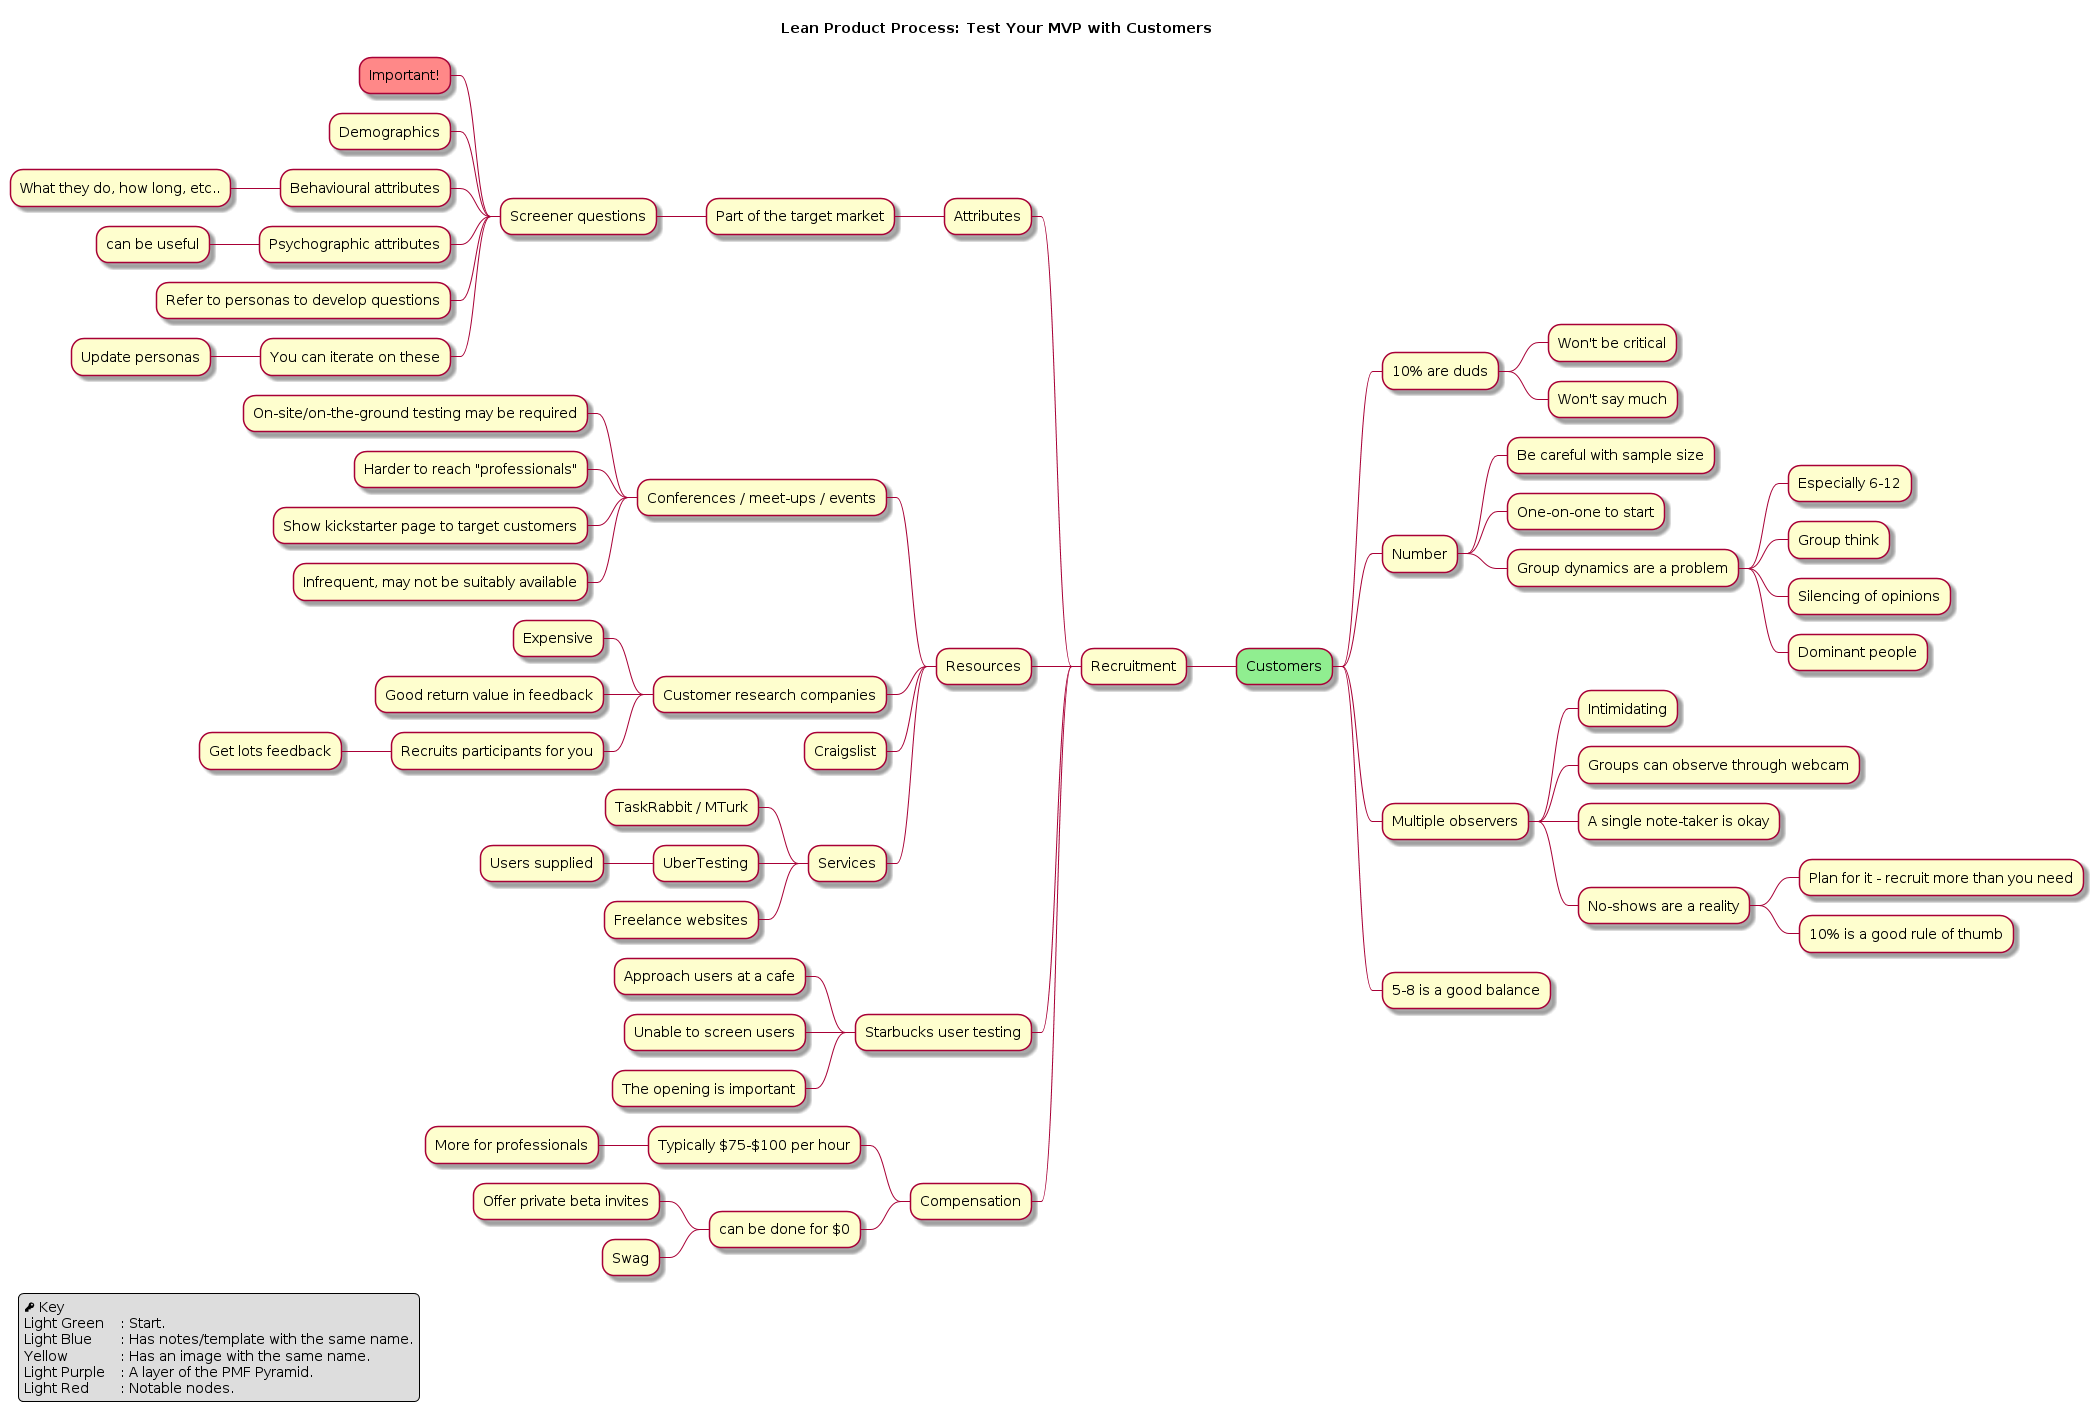 Lean Product Process: Test Your MVP with Customers
Important!
Demographics
What they do, how long, etc..
Behavioural attributes
can be useful
Psychographic attributes
Refer to personas to develop questions
Update personas
You can iterate on these
Screener questions
Part of the target market
Attributes
On-site/on-the-ground testing may be required
Harder to reach "professionals"
Show kickstarter page to target customers
Infrequent, may not be suitably available
Conferences / meet-ups / events
Expensive
Good return value in feedback
Get lots feedback
Recruits participants for you
Customer research companies
Craigslist
TaskRabbit / MTurk
Users supplied
UberTesting
Freelance websites
Services
Resources
Approach users at a cafe
Unable to screen users
The opening is important
Starbucks user testing
More for professionals
Typically $75-$100 per hour
Offer private beta invites
Swag
can be done for $0
Compensation
Recruitment
Customers
10% are duds
Won't be critical
Won't say much
Number
Be careful with sample size
One-on-one to start
Group dynamics are a problem
Especially 6-12
Group think
Silencing of opinions
Dominant people
Multiple observers
Intimidating
Groups can observe through webcam
A single note-taker is okay
No-shows are a reality
Plan for it - recruit more than you need
10% is a good rule of thumb
5-8 is a good balance
Key
Light Green : Start.
Light Blue : Has notes/template with the same name.
Yellow : Has an image with the same name.
Light Purple : A layer of the PMF Pyramid.
Light Red : Notable nodes.